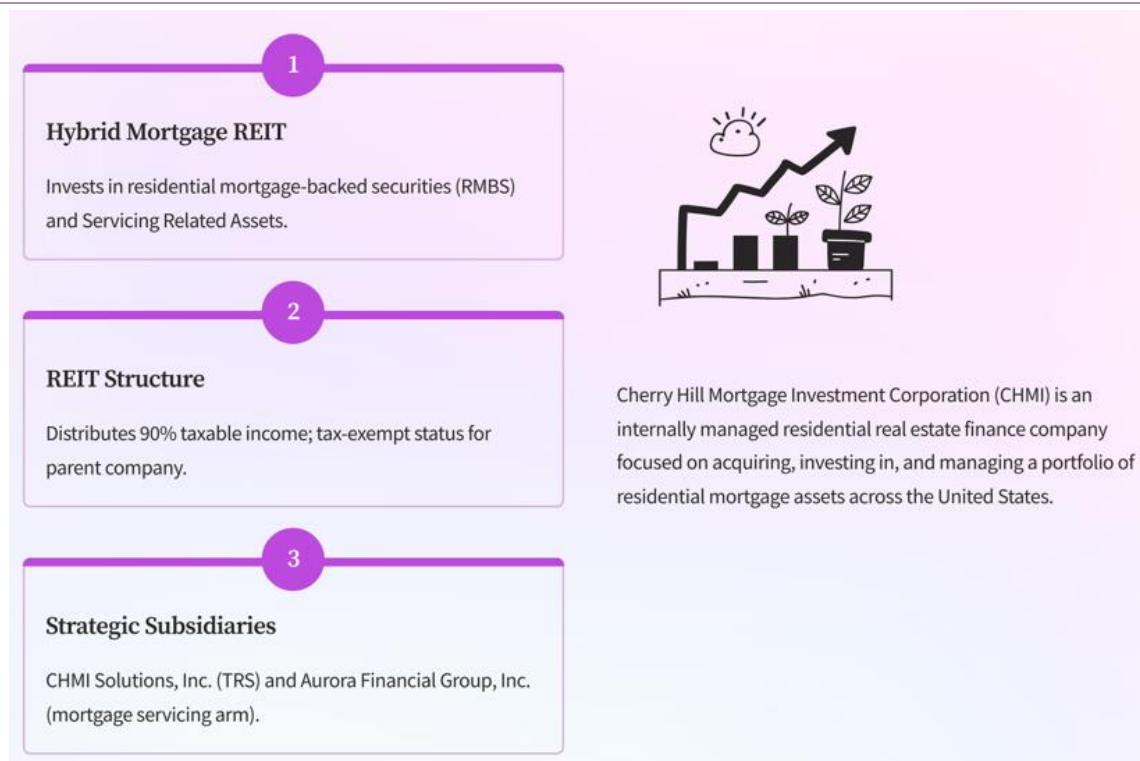 1
Hybrid Mortgage REIT
Invests in residential mortgage-backed securities (RMBS)
and Servicing Related Assets.
2
REIT Structure
Distributes 90% taxable income; tax-exempt status for
parent company.
3
Strategic Subsidiaries
CHMI Solutions, Inc. (TRS) and Aurora Financial Group, Inc.
(mortgage servicing arm).
Cherry Hill Mortgage Investment Corporation (CHMI) is an
internally managed residential real estate finance company
focused on acquiring, investing in, and managing a portfolio of
residential mortgage assets across the United States.